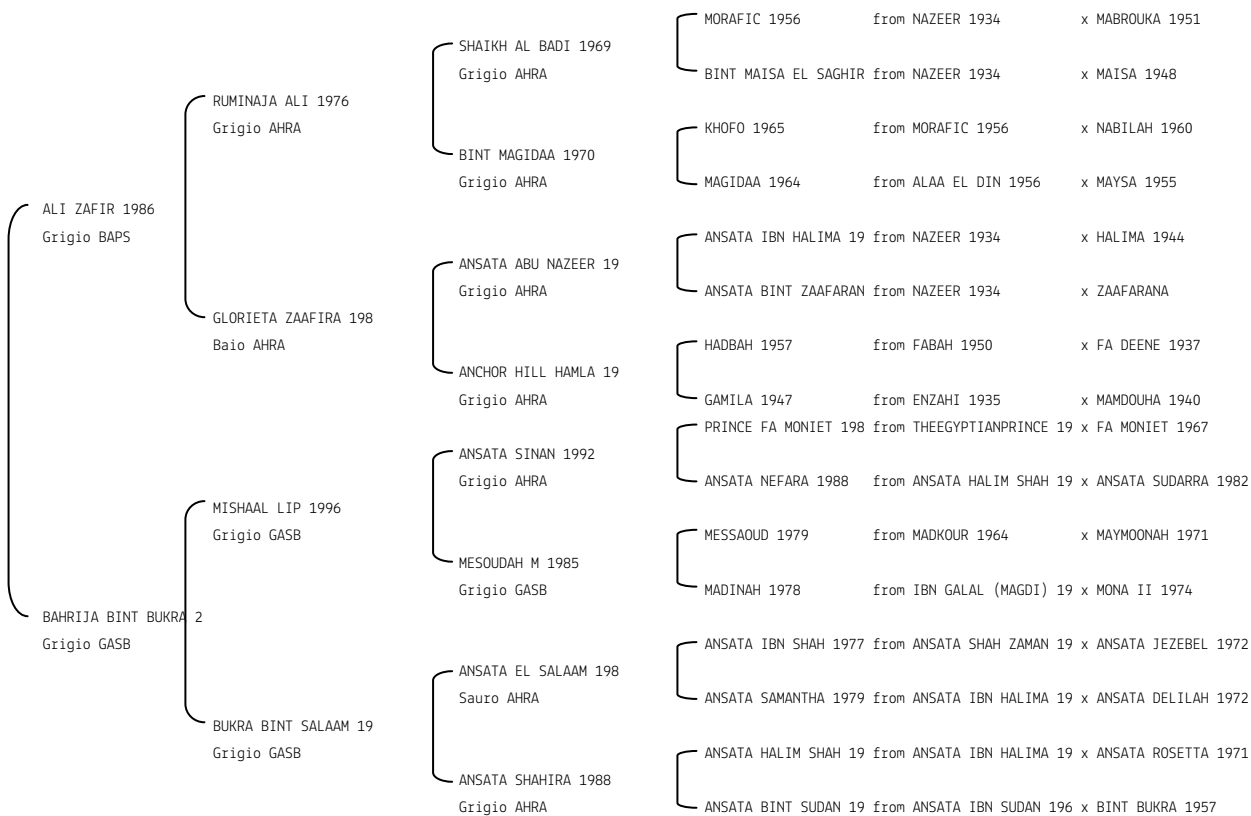 MORAFIC 1956 from NAZEER 1934 x MABROUKA 1951
SHAIKH AL BADI 1969
Grigio AHRA
BINT MAISA EL SAGHIR from NAZEER 1934 x MAISA 1948
RUMINAJA ALI 1976
Grigio AHRA
KHOFO 1965 from MORAFIC 1956 x NABILAH 1960
BINT MAGIDAA 1970
Grigio AHRA
MAGIDAA 1964 from ALAA EL DIN 1956 x MAYSA 1955
ALI ZAFIR 1986
Grigio BAPS
ANSATA IBN HALIMA 19 from NAZEER 1934 x HALIMA 1944
ANSATA ABU NAZEER 19
Grigio AHRA
ANSATA BINT ZAAFARAN from NAZEER 1934 x ZAAFARANA
GLORIETA ZAAFIRA 198
Baio AHRA
HADBAH 1957 from FABAH 1950 x FA DEENE 1937
ANCHOR HILL HAMLA 19
Grigio AHRA
GAMILA 1947 from ENZAHI 1935 x MAMDOUHA 1940
PRINCE FA MONIET 198 from THEEGYPTIANPRINCE 19 x FA MONIET 1967
ANSATA SINAN 1992
Grigio AHRA
ANSATA NEFARA 1988 from ANSATA HALIM SHAH 19 x ANSATA SUDARRA 1982
MISHAAL LIP 1996
Grigio GASB
MESSAOUD 1979 from MADKOUR 1964 x MAYMOONAH 1971
MESOUDAH M 1985
Grigio GASB
MADINAH 1978 from IBN GALAL (MAGDI) 19 x MONA II 1974
BAHRIJA BINT BUKRA 2
Grigio GASB
ANSATA IBN SHAH 1977 from ANSATA SHAH ZAMAN 19 x ANSATA JEZEBEL 1972
ANSATA EL SALAAM 198
Sauro AHRA
ANSATA SAMANTHA 1979 from ANSATA IBN HALIMA 19 x ANSATA DELILAH 1972
BUKRA BINT SALAAM 19
Grigio GASB
ANSATA HALIM SHAH 19 from ANSATA IBN HALIMA 19 x ANSATA ROSETTA 1971
ANSATA SHAHIRA 1988
Grigio AHRA
ANSATA BINT SUDAN 19 from ANSATA IBN SUDAN 196 x BINT BUKRA 1957